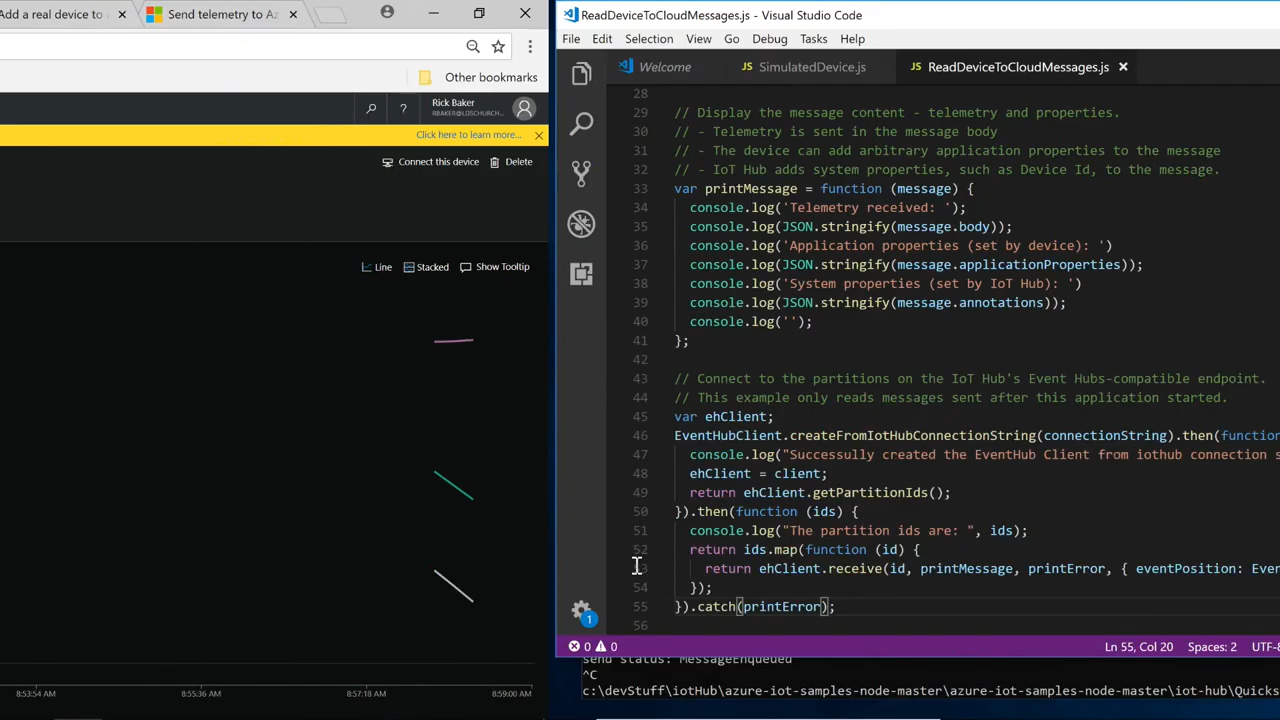 Add a real device to a
Send telemetry to Az
Other bookmarks
Rick Baker
RBAKER@LDSCHURCH...
Click here to learn more...
Connect this device
Delete
Line
Stacked
Show Tooltip
8:53:54 AM
8:55:36 AM
8:57:18 AM
8:59:00 AM
ReadDeviceToCloudMessages.js - Visual Studio Code
File Edit Selection View Go Debug Tasks Help
Welcome
JS SimulatedDevice.js
JS ReadDeviceToCloudMessages.js
28
29 // Display the message content - telemetry and properties.
30 // - Telemetry is sent in the message body
31 // - The device can add arbitrary application properties to the message
32 // - IoT Hub adds system properties, such as Device Id, to the message.
33 var printMessage = function (message) {
34 console.log('Telemetry received: ');
35 console.log(JSON.stringify(message.body));
36 console.log('Application properties (set by device): ')
37 console.log(JSON.stringify(message.applicationProperties));
38 console.log('System properties (set by IoT Hub): ')
39 console.log(JSON.stringify(message.annotations));
40 console.log('');
41 };
42
43 // Connect to the partitions on the IoT Hub's Event Hubs-compatible endpoint.
44 // This example only reads messages sent after this application started.
45 var ehClient;
46 EventHubClient.createFromIotHubConnectionString(connectionString).then(function
47 console.log("Successfully created the EventHub Client from iothub connection s
48 ehClient = client;
49 return ehClient.getPartitionIds();
50 }).then(function (ids) {
51 console.log("The partition ids are: ", ids);
52 return ids.map(function (id) {
53 return ehClient.receive(id, printMessage, printError, { eventPosition: Even
54 });
55 }).catch(printError);
56
1
0 0
Ln 55, Col 20
Spaces: 2
UTF-8
send status: MessageEnqueued
^C
c:\devStuff\iotHub\azure-iot-samples-node-master\azure-iot-samples-node-master\iot-hub\Quicks